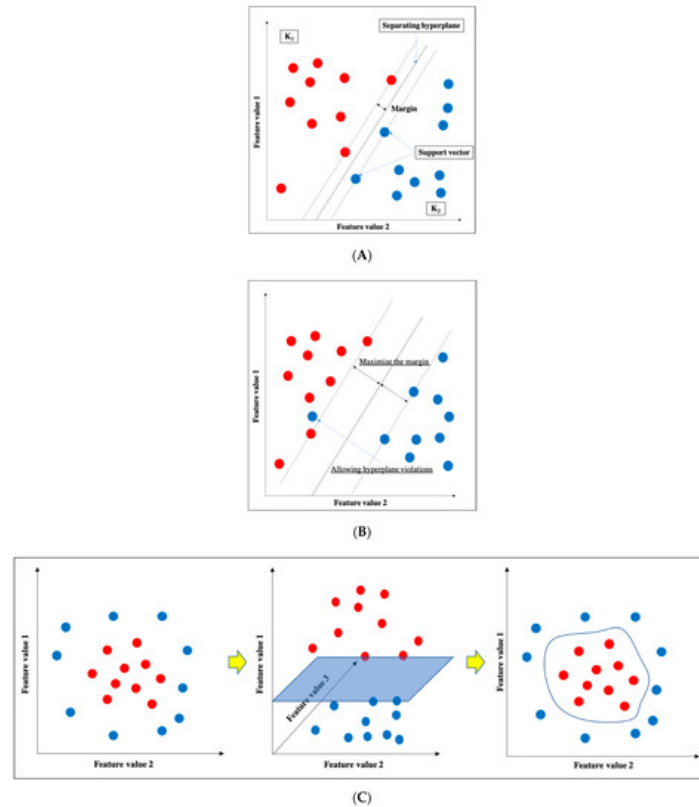 Separating hyperplane
K1
Margin
Support vector
K2
Feature value 1
Feature value 2
(A)
Maximize the margin
Allowing hyperplane violations
Feature value 1
Feature value 2
(B)
Feature value 1
Feature value 2
Feature value 1
Feature value 3
Feature value 2
Feature value 1
Feature value 2
(C)